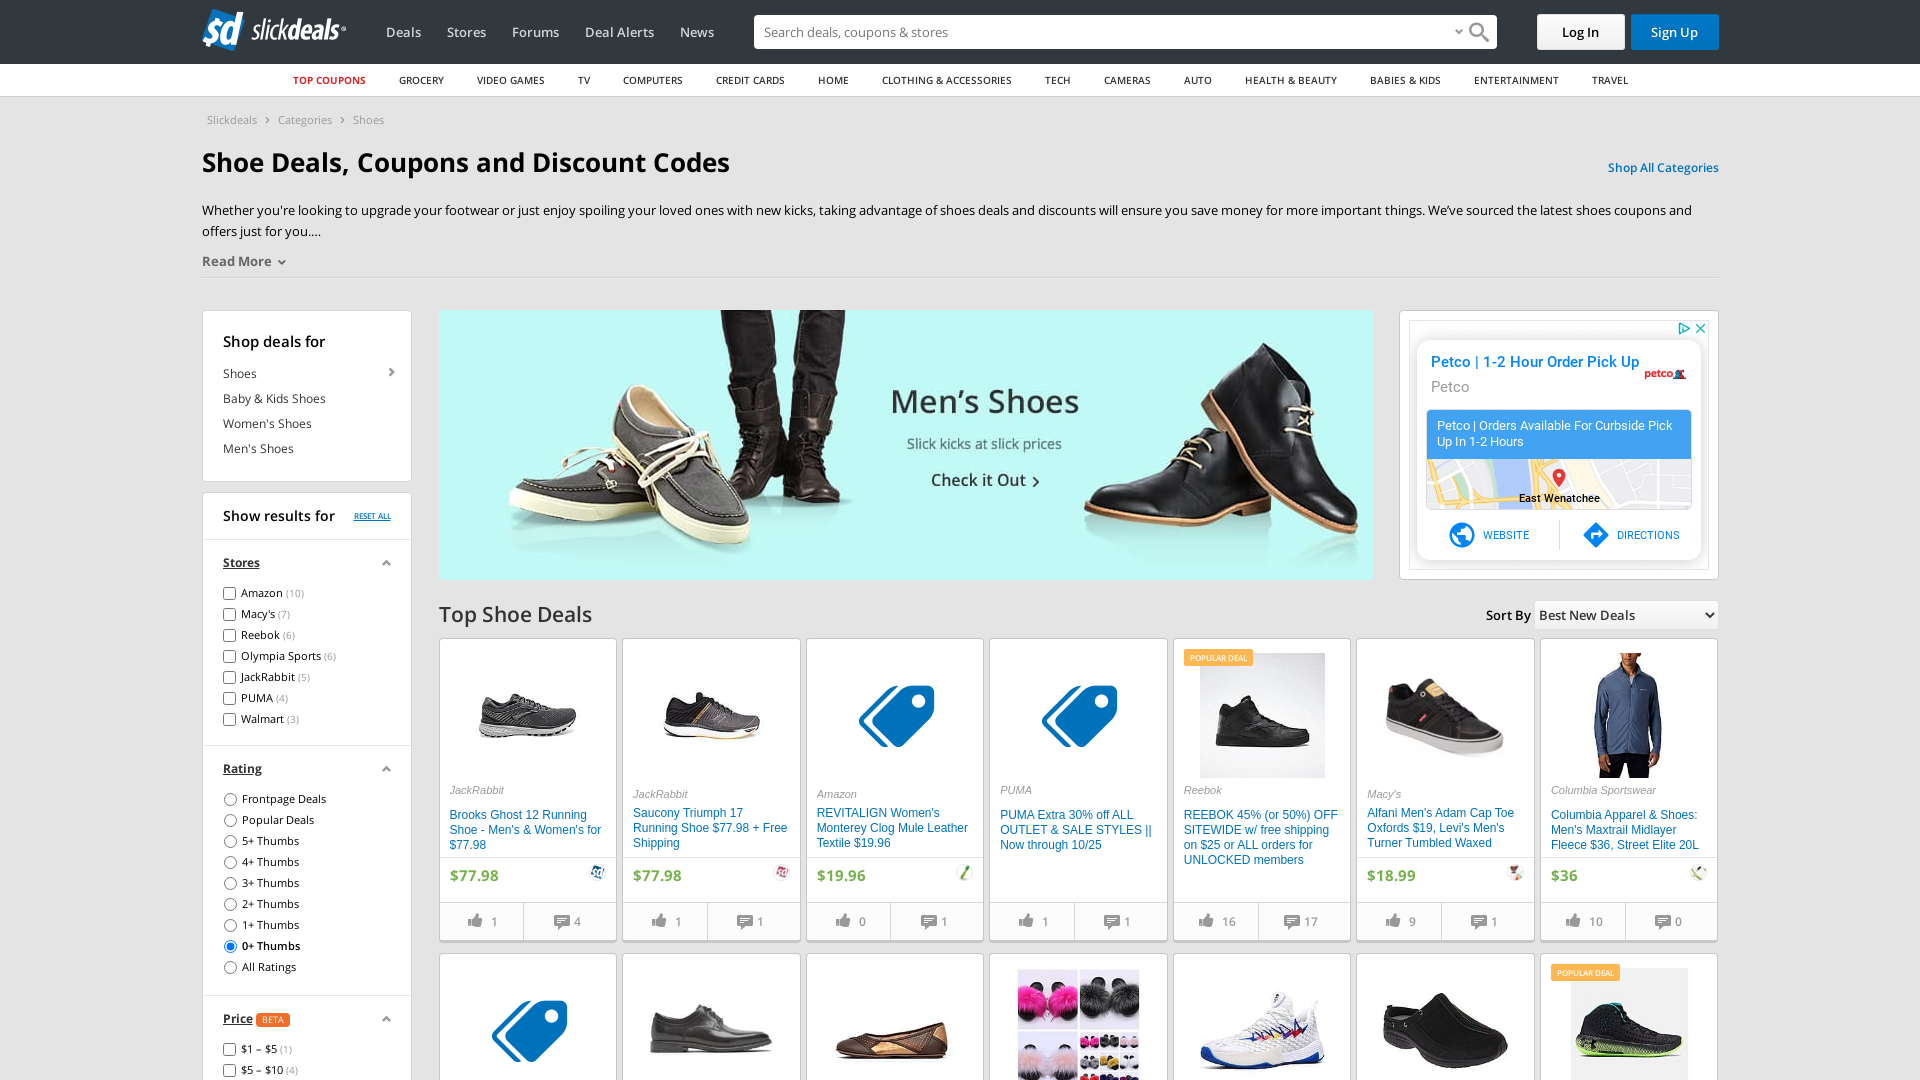 slickdeals
Deals
Stores
Forums
Deal Alerts
News
Search deals, coupons & stores
Log In
Sign Up
TOP COUPONS
GROCERY
VIDEO GAMES
TV
COMPUTERS
CREDIT CARDS
HOME
CLOTHING & ACCESSORIES
TECH
CAMERAS
AUTO
HEALTH & BEAUTY
BABIES & KIDS
ENTERTAINMENT
TRAVEL
Slickdeals > Categories > Shoes
Shoe Deals, Coupons and Discount Codes
Shop All Categories
Whether you're looking to upgrade your footwear or just enjoy spoiling your loved ones with new kicks, taking advantage of shoes deals and discounts will ensure you save money for more important things. We’ve sourced the latest shoes coupons and
offers just for you....
Read More
Shop deals for
Shoes
Baby & Kids Shoes
Women's Shoes
Men's Shoes
Show results for
RESET ALL
Stores
Amazon (10)
Macy's (7)
Reebok (6)
Olympia Sports (6)
JackRabbit (5)
PUMA (4)
Walmart (3)
Rating
Frontpage Deals
Popular Deals
5+ Thumbs
4+ Thumbs
3+ Thumbs
2+ Thumbs
1+ Thumbs
0+ Thumbs
All Ratings
Price BETA
$1 – $5 (1)
$5 – $10 (4)
Men’s Shoes
Slick kicks at slick prices
Check it Out >
Petco | 1-2 Hour Order Pick Up
Petco
petco
Petco | Orders Available For Curbside Pick
Up In 1-2 Hours
East Wenatchee
WEBSITE
DIRECTIONS
Top Shoe Deals
Sort By
Best New Deals
JackRabbit
Brooks Ghost 12 Running
Shoe - Men's & Women's for
$77.98
$77.98
1
4
JackRabbit
Saucony Triumph 17
Running Shoe $77.98 + Free
Shipping
$77.98
1
1
Amazon
REVITALIGN Women's
Monterey Clog Mule Leather
Textile $19.96
$19.96
0
1
PUMA
PUMA Extra 30% off ALL
OUTLET & SALE STYLES ||
Now through 10/25
1
1
POPULAR DEAL
Reebok
REEBOK 45% (or 50%) OFF
SITEWIDE w/ free shipping
on $25 or ALL orders for
UNLOCKED members
16
17
Macy's
Alfani Men's Adam Cap Toe
Oxfords $19, Levi's Men's
Turner Tumbled Waxed
$18.99
9
1
Columbia Sportswear
Columbia Apparel & Shoes:
Men's Maxtrail Midlayer
Fleece $36, Street Elite 20L
$36
10
0
POPULAR DEAL